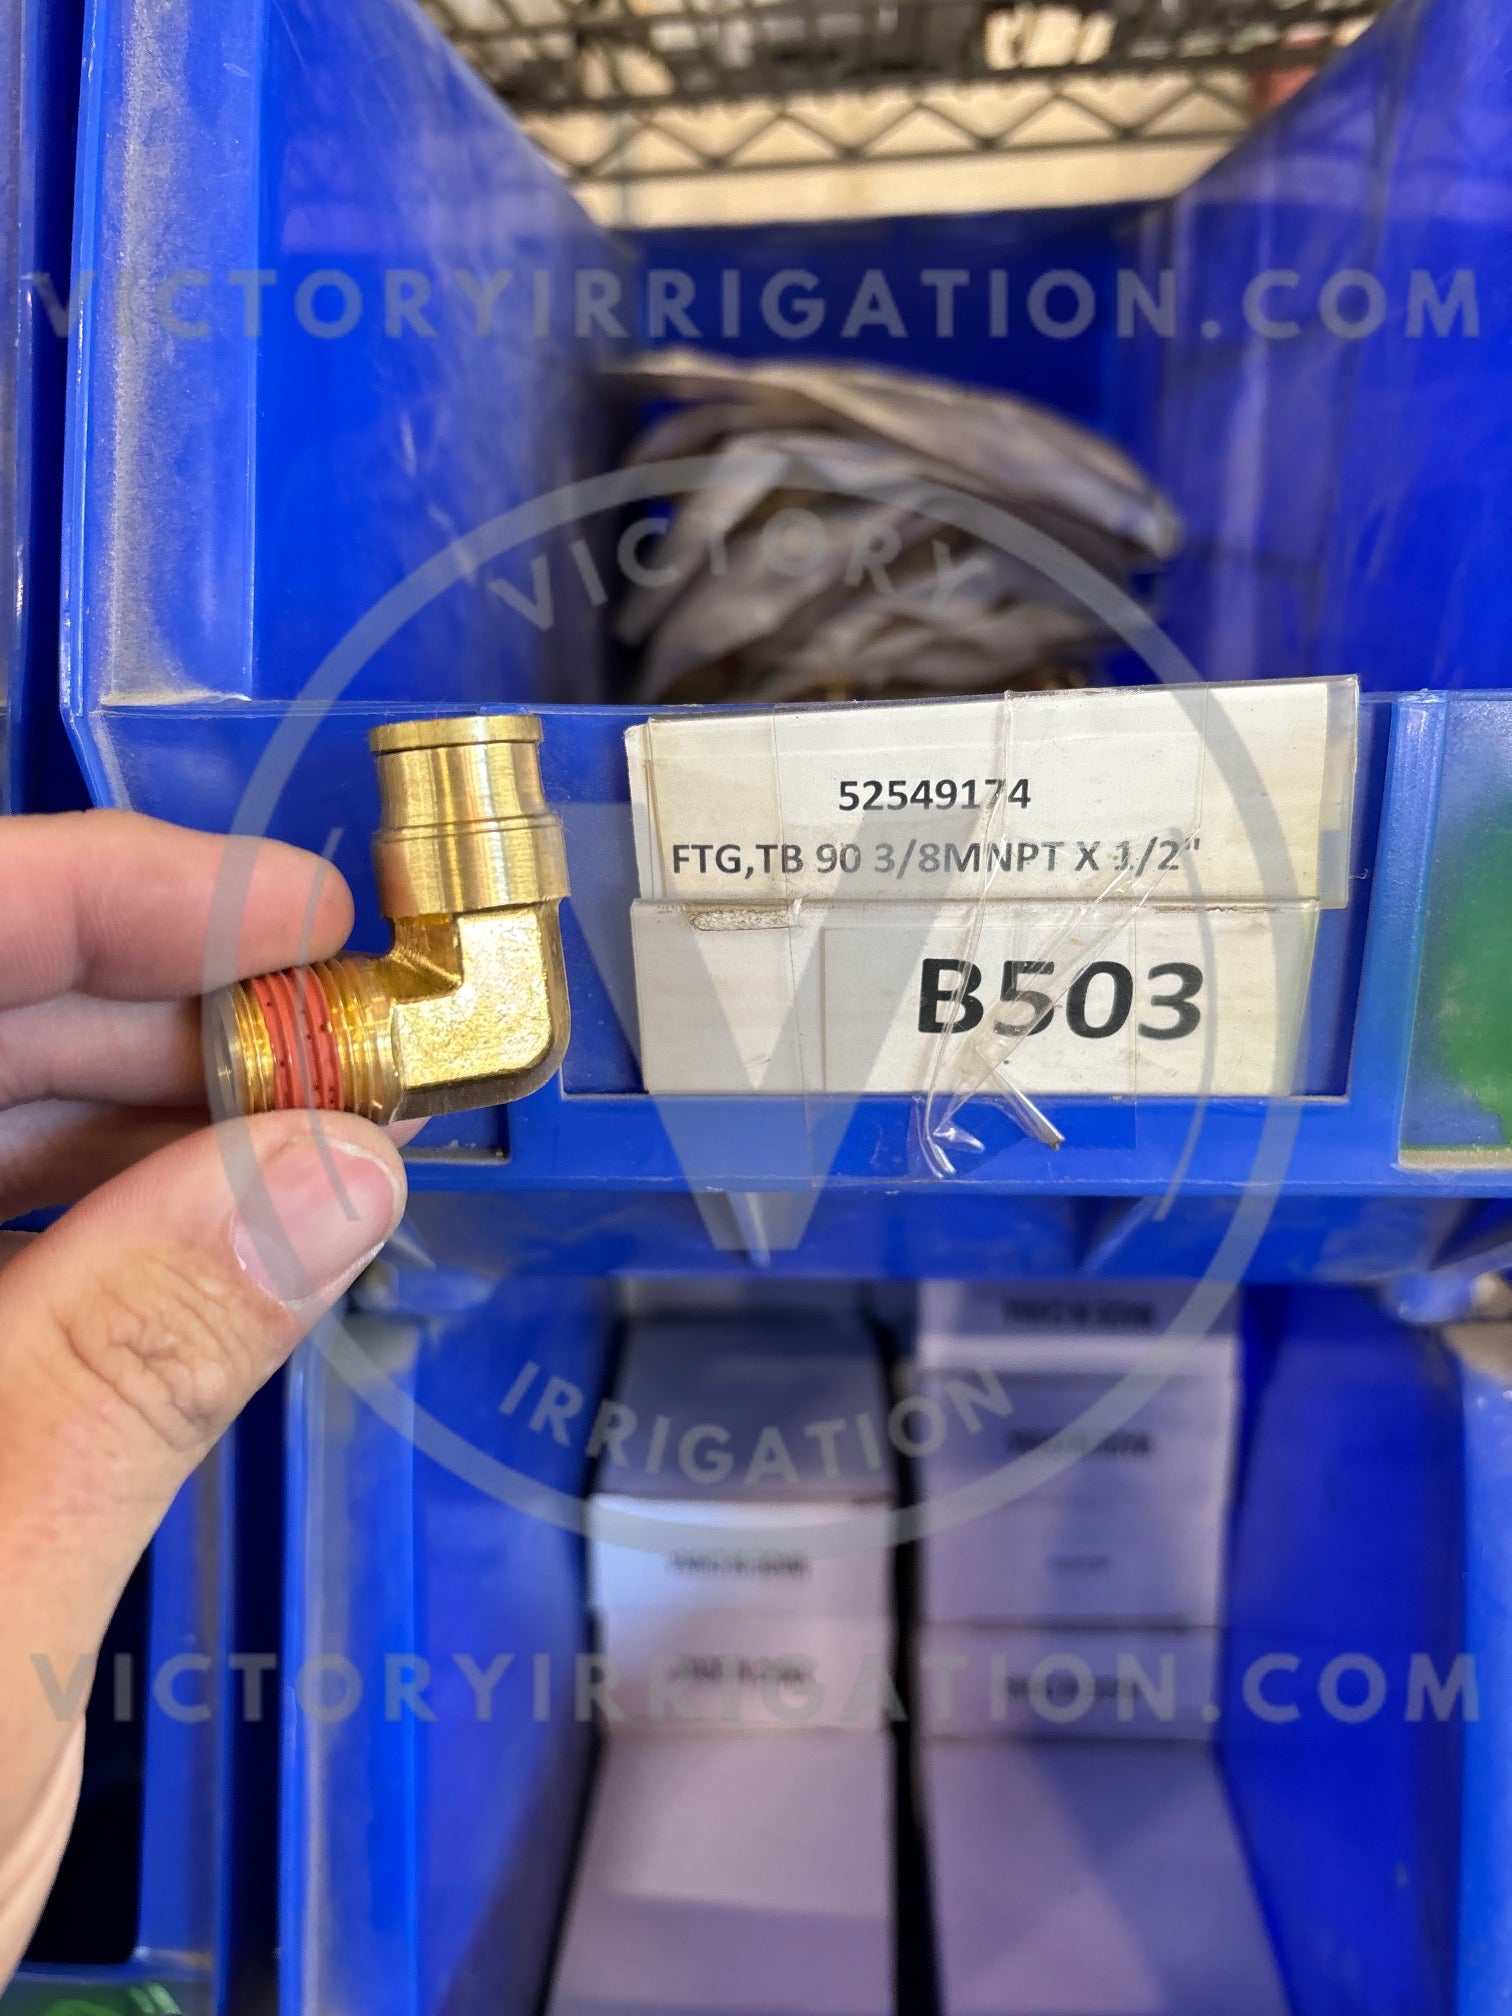 VICTORYIRRIGATION.COM
VICTORY
52549174
FTG,TB 90 3/8MNPT X 1/2"
B503
IRRIGATION
VICTORYIRRIGATION.COM